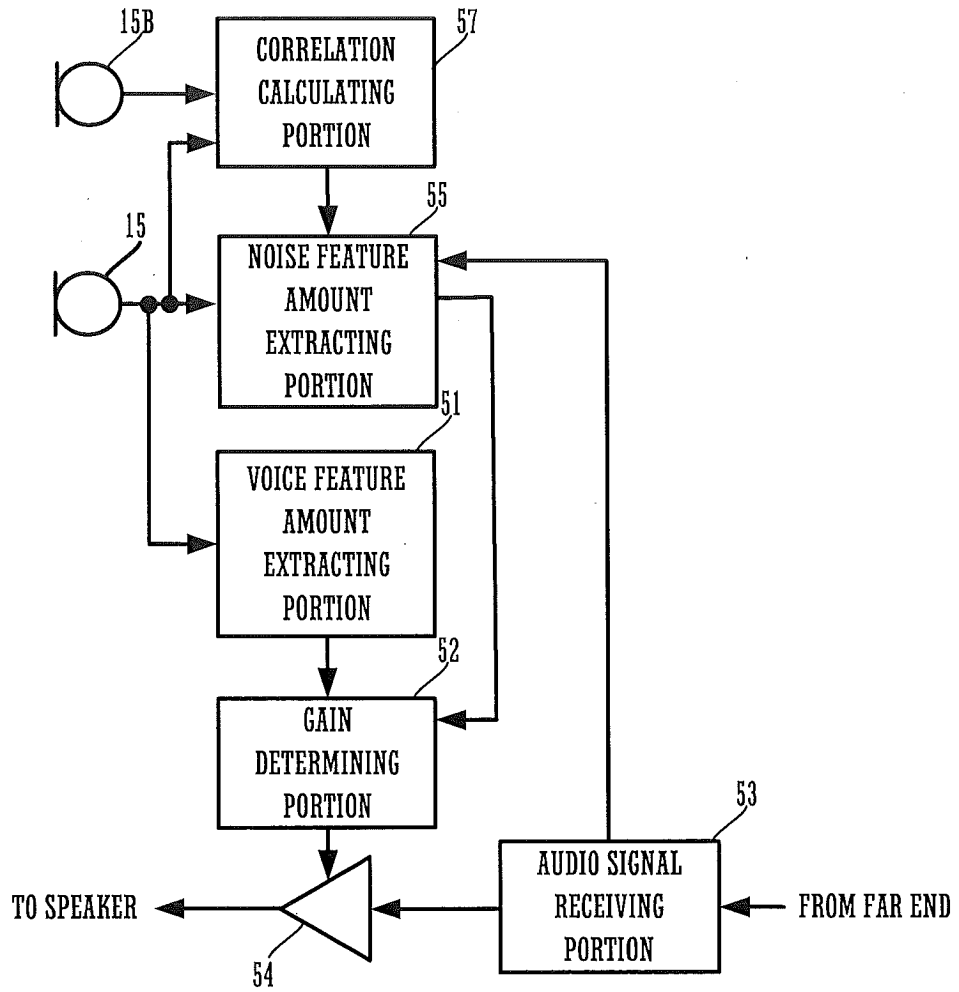 15B
57
CORRELATION
CALCULATING
PORTION
15
55
NOISE FEATURE
AMOUNT
EXTRACTING
PORTION
51
VOICE FEATURE
AMOUNT
EXTRACTING
PORTION
52
GAIN
DETERMINING
PORTION
53
AUDIO SIGNAL
RECEIVING
PORTION
TO SPEAKER
FROM FAR END
54